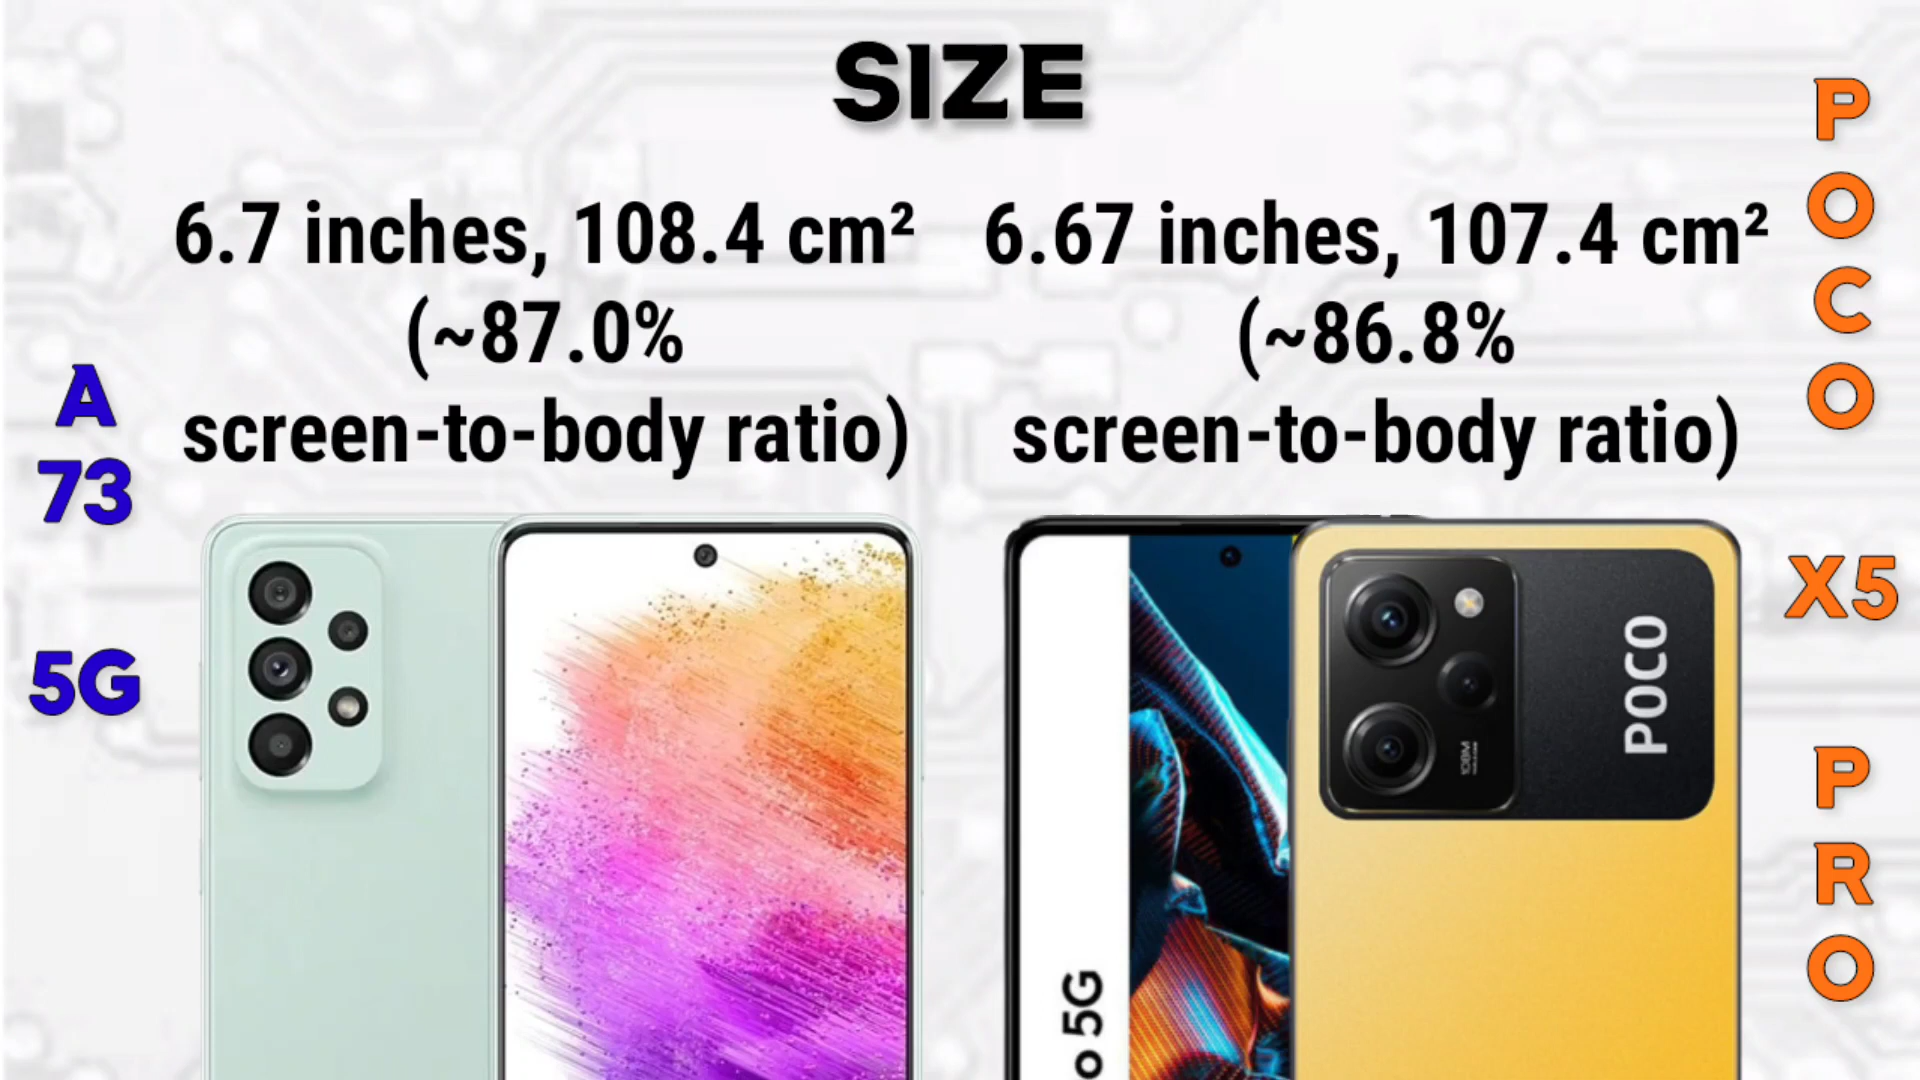 SIZE
6.7 inches, 108.4 cm²
(~87.0%
screen-to-body ratio)
6.67 inches, 107.4 cm²
(~86.8%
screen-to-body ratio)
A
73
5G
P
O
C
O
X5
P
R
O
POCO
108M
o 5G